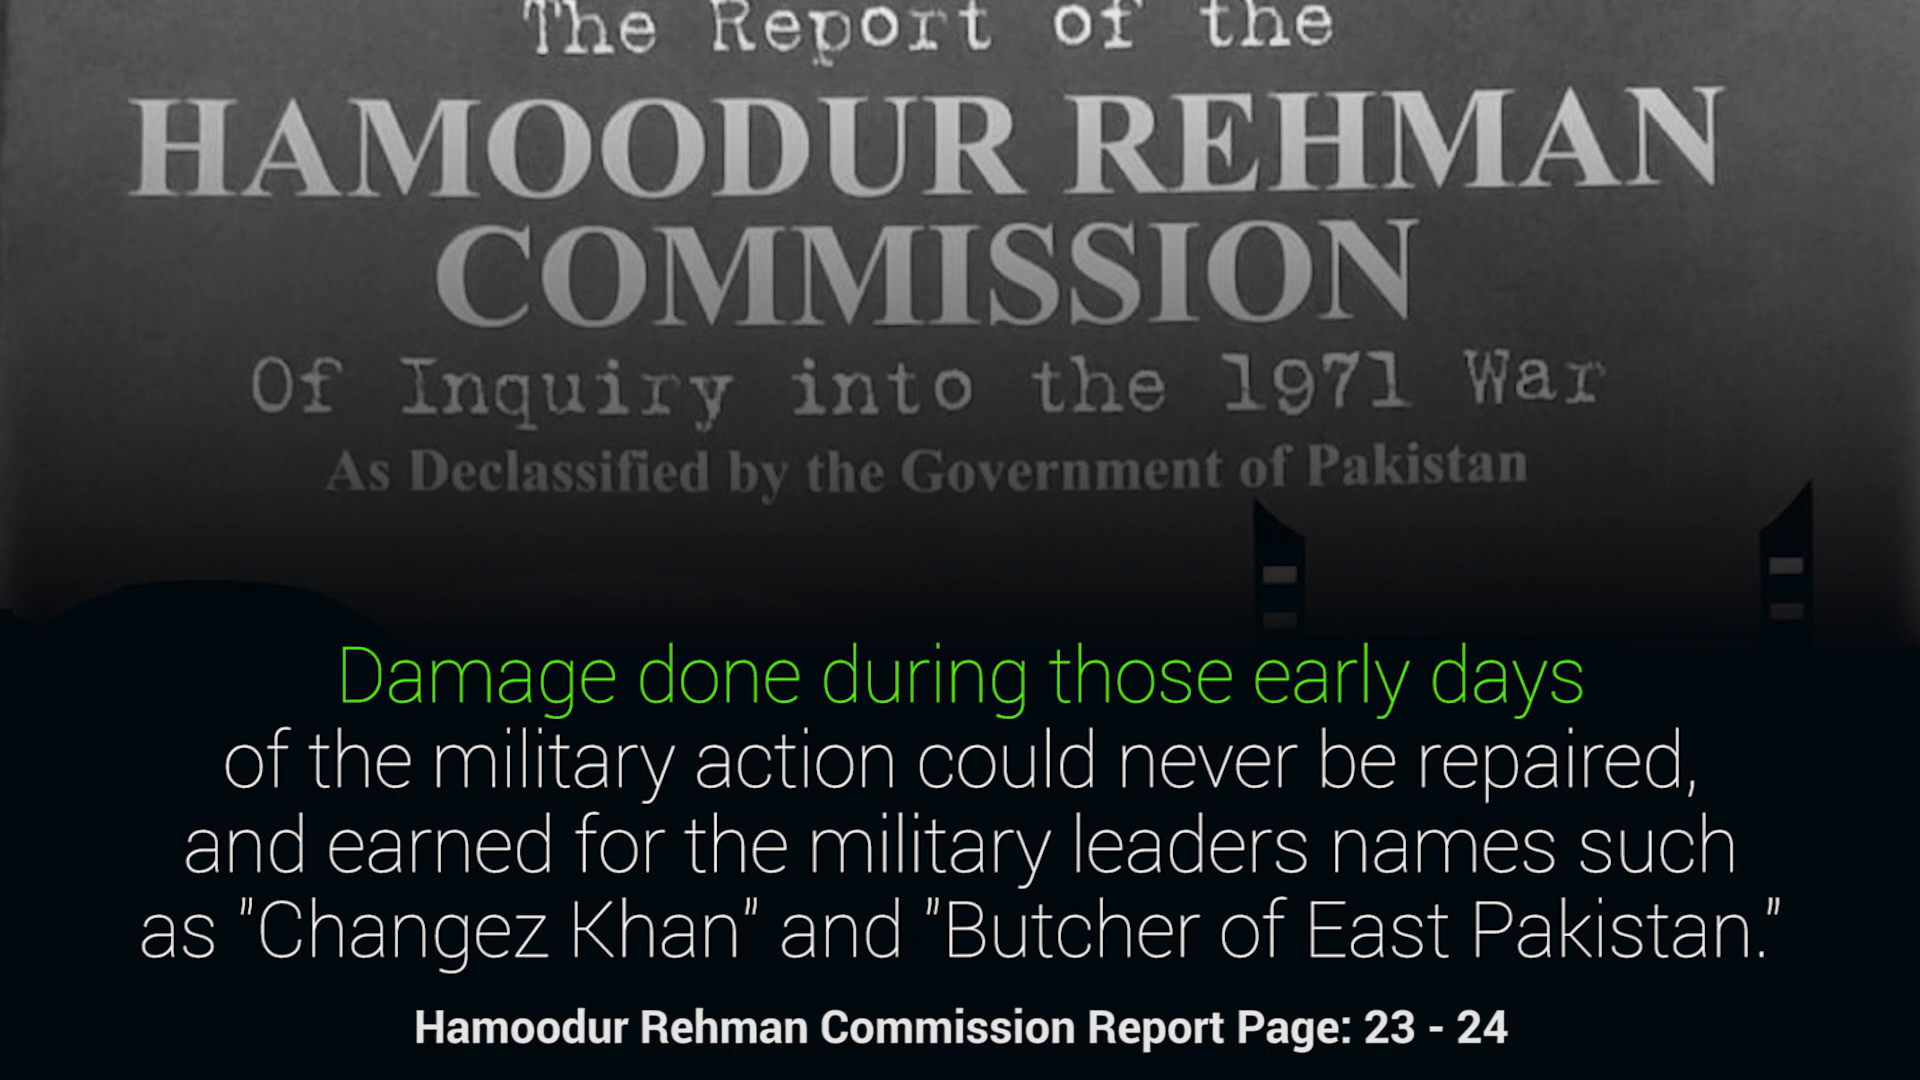 The Report of the
HAMOODUR REHMAN
COMMISSION
Of Inquiry into the 1971 War
As Declassified by the Government of Pakistan
Damage done during those early days
of the military action could never be repaired,
and earned for the military leaders names such
as "Changez Khan" and "Butcher of East Pakistan."
Hamoodur Rehman Commission Report Page: 23 - 24